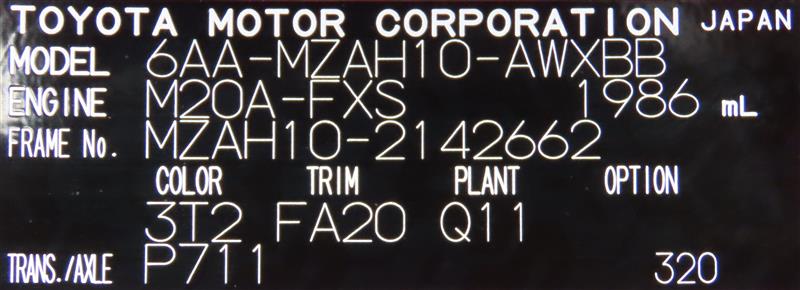 TOYOTA MOTOR CORPORATION JAPAN
MODEL 6AA-MZAH10-AWXBB
ENGINE M20A-FXS 1986 mL
FRAME No. MZAH10-2142662
COLOR TRIM PLANT OPTION
3T2 FA20 Q11
TRANS./AXLE P711 320